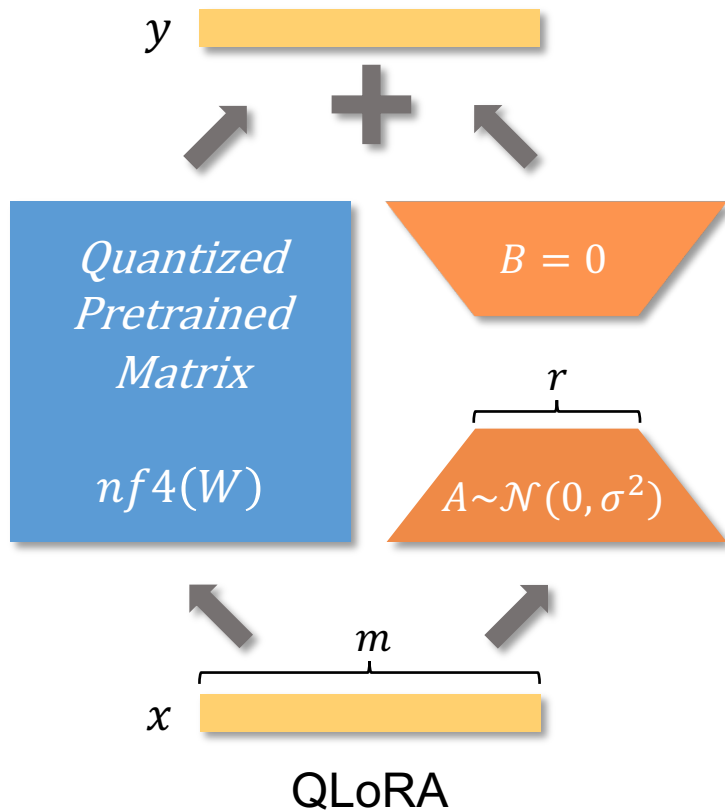 y
Quantized
Pretrained
Matrix
nf4(W)
B = 0
r
A~𝒩(0, σ²)
m
x
QLoRA